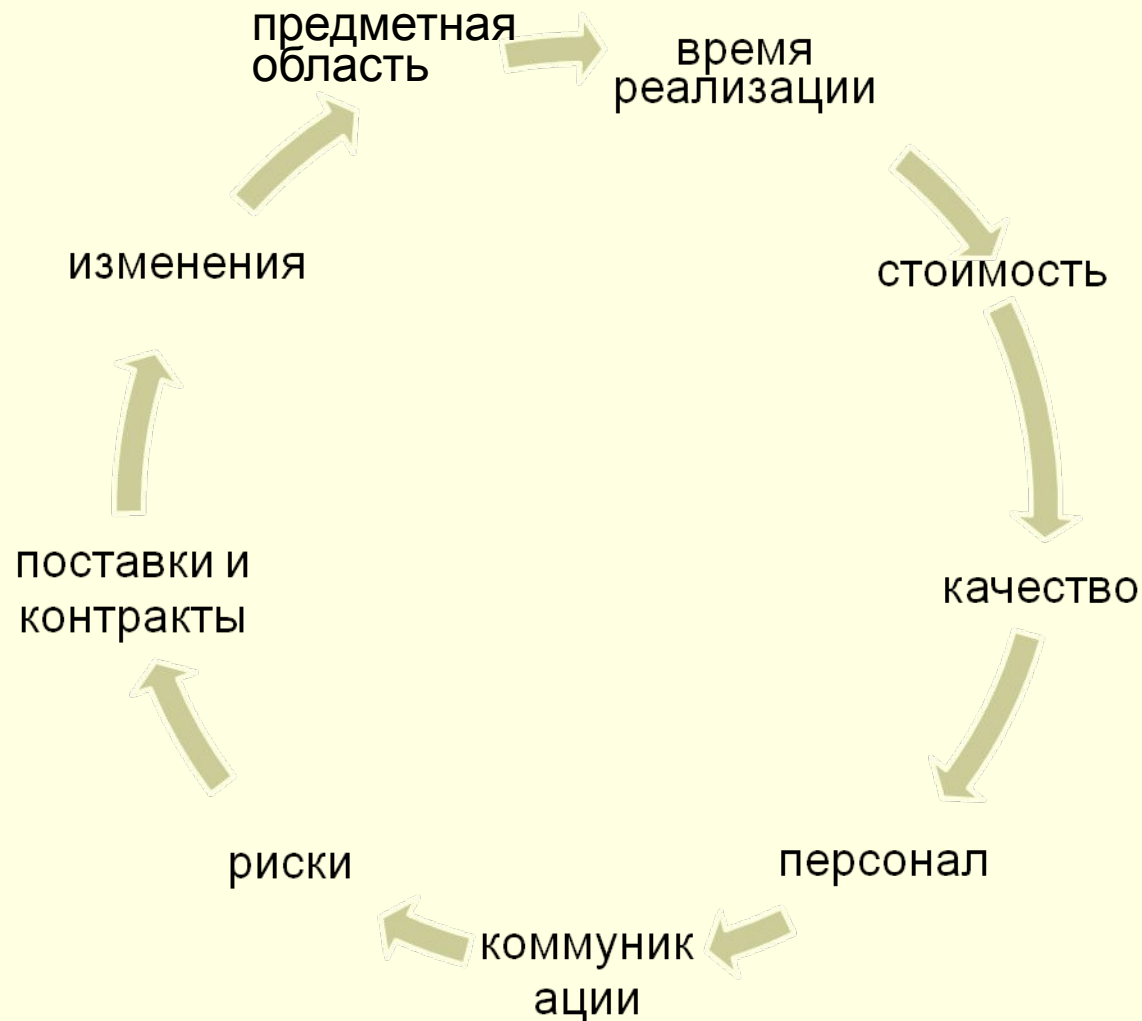 предметная
область
время
реализации
стоимость
качество
персонал
коммуник
ации
риски
поставки и
контракты
изменения